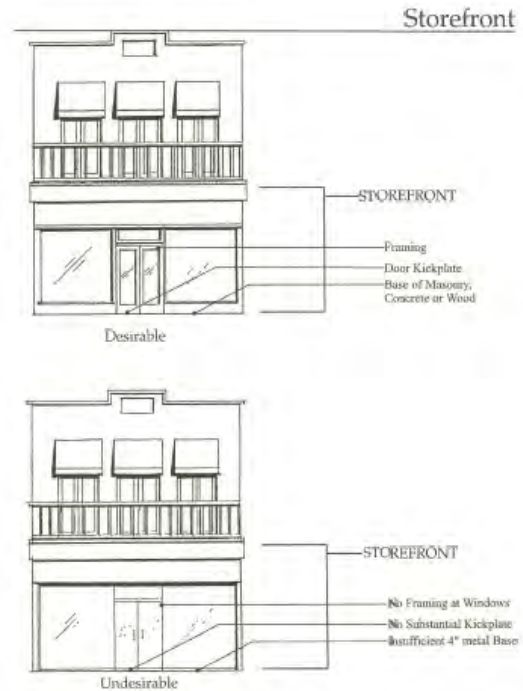 Storefront
STOREFRONT
Framing
Door Kickplate
Base of Masonry,
Concrete or Wood
Desirable
STOREFRONT
No Framing at Windows
No Substantial Kickplate
Insufficient 4" metal Base
Undesirable